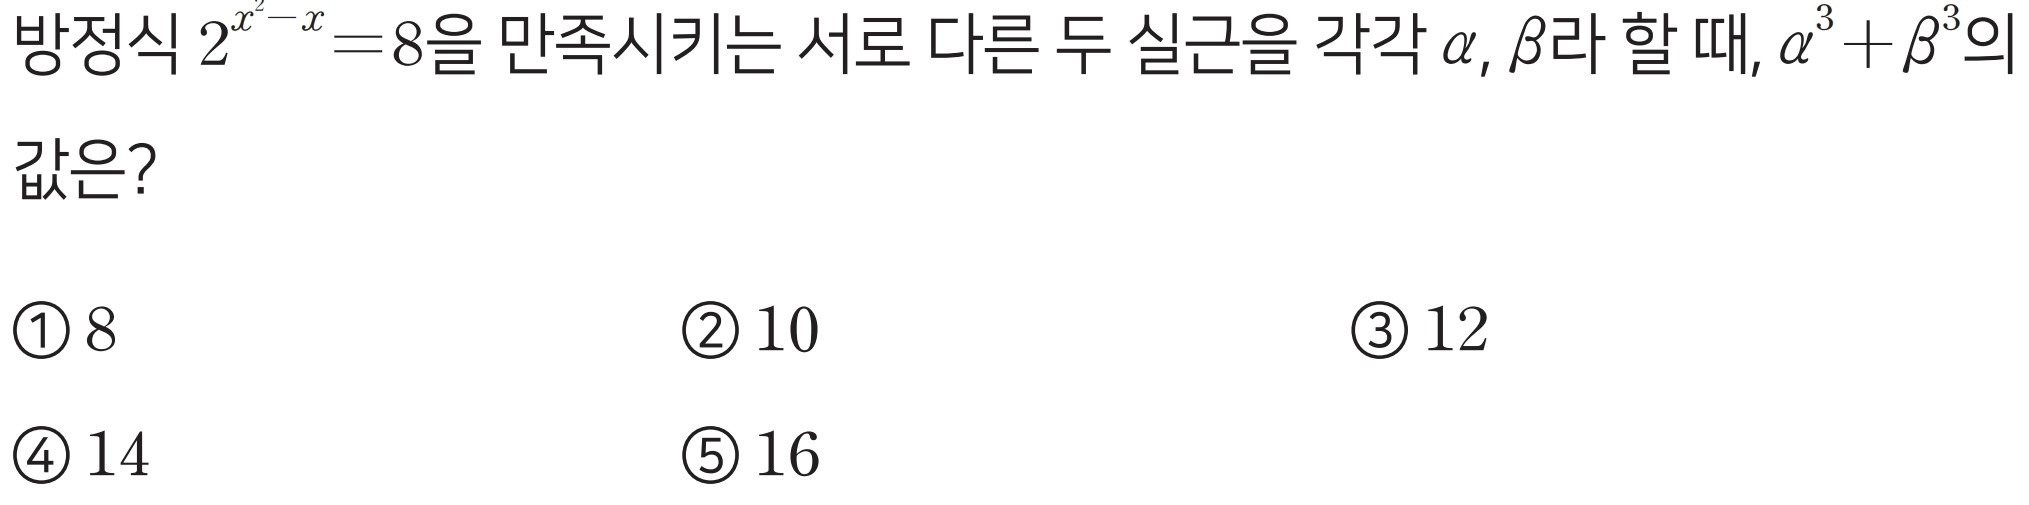 방정식 $2^{x^2-x}=8$을 만족시키는 서로 다른 두 실근을 각각 $\alpha$, $\beta$라 할 때, $\alpha^3+\beta^3$의
값은?
① 8 ② 10 ③ 12
④ 14 ⑤ 16